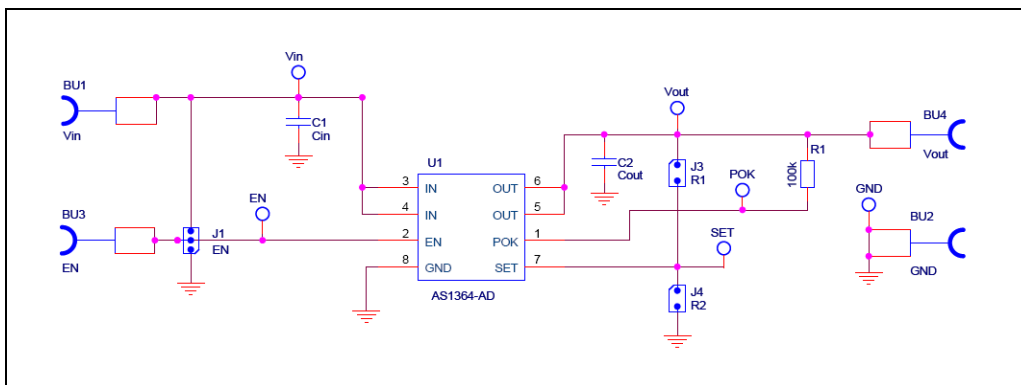 Vin
BU1
Vin
C1
Cin
Vout
BU4
Vout
R1
100k
U1
C2
Cout
J3
R1
POK
3 IN OUT 6
4 IN OUT 5
2 EN POK 1
8 GND SET 7
AS1364-AD
EN
BU3
EN
J1
EN
SET
GND
BU2
GND
J4
R2